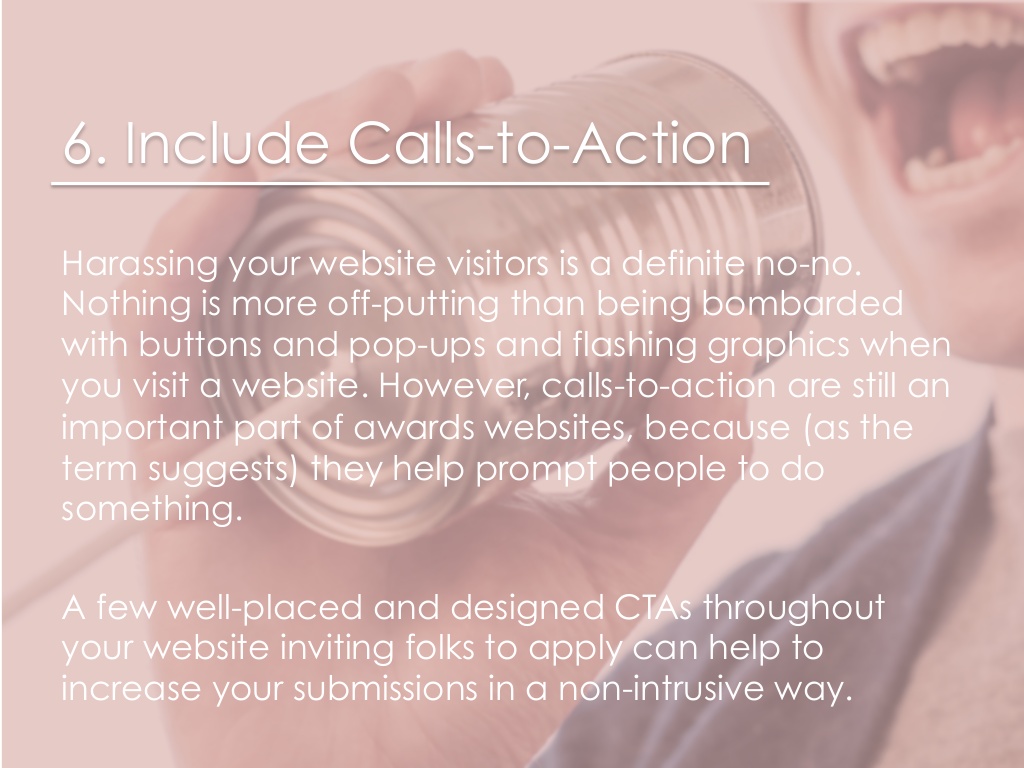 6. Include Calls-to-Action
Harassing your website visitors is a definite no-no.
Nothing is more off-putting than being bombarded
with buttons and pop-ups and flashing graphics when
you visit a website. However, calls-to-action are still an
important part of awards websites, because (as the
term suggests) they help prompt people to do
something.
A few well-placed and designed CTAs throughout
your website inviting folks to apply can help to
increase your submissions in a non-intrusive way.